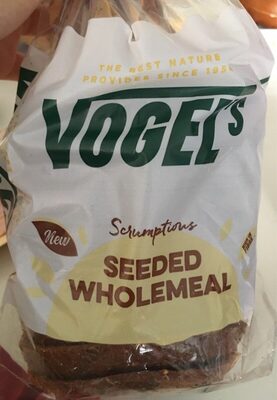 THE BEST NATURE
PROVIDES SINCE 195
VOGEL'S
New
Scrumptious
SEEDED
WHOLEMEAL